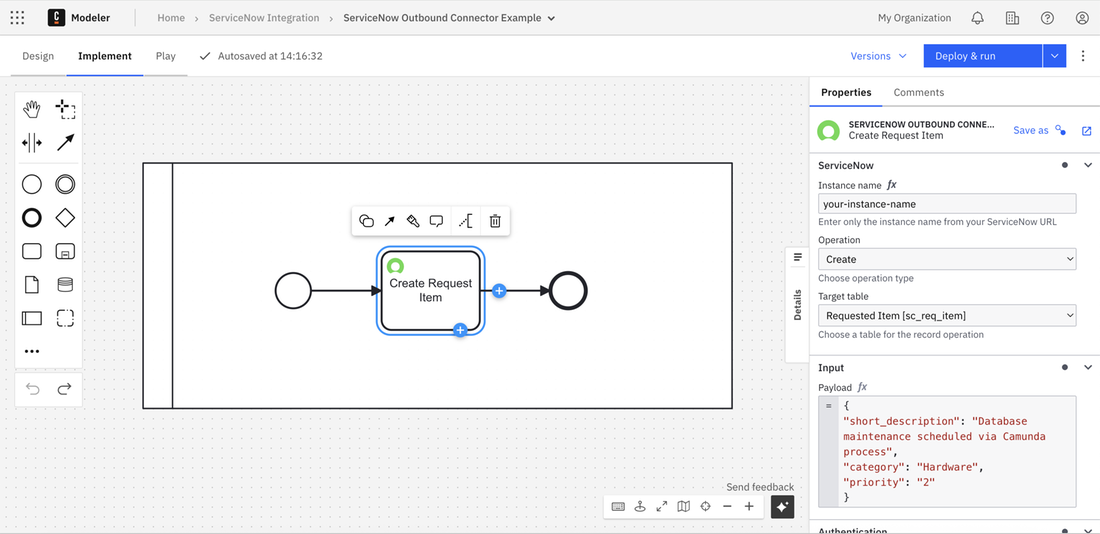 C Modeler Home › ServiceNow Integration › ServiceNow Outbound Connector Example My Organization
Design Implement Play Autosaved at 14:16:32 Versions Deploy & run
Properties Comments
SERVICENOW OUTBOUND CONNE...
Create Request Item
Save as
ServiceNow
Instance name fx
your-instance-name
Enter only the instance name from your ServiceNow URL
Operation
Create
Choose operation type
Target table
Requested Item [sc_req_item]
Choose a table for the record operation
Input
Payload fx
= {
"short_description": "Database
maintenance scheduled via Camunda
process",
"category": "Hardware",
"priority": "2"
}
Authentication
Create Request
Item
Details
Send feedback